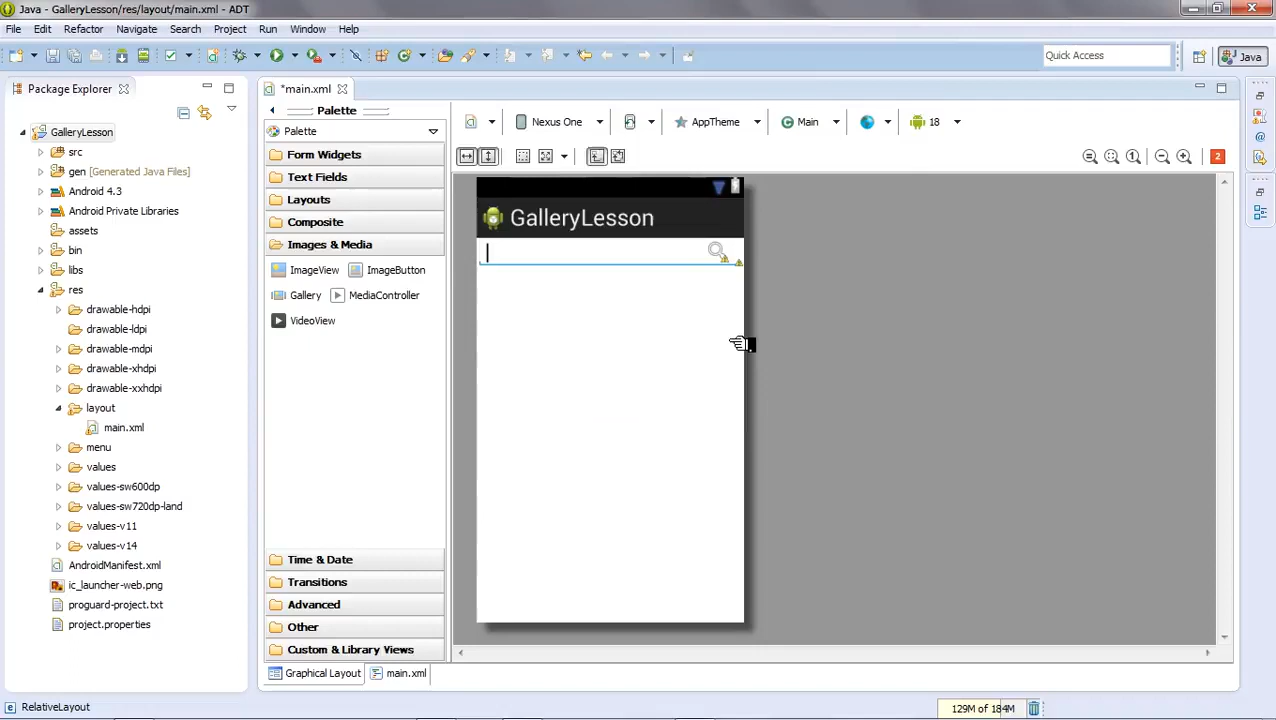 Java - GalleryLesson/res/layout/main.xml - ADT
File Edit Refactor Navigate Search Project Run Window Help
Quick Access
Java
Package Explorer
*main.xml
GalleryLesson
src
gen [Generated Java Files]
Android 4.3
Android Private Libraries
assets
bin
libs
res
drawable-hdpi
drawable-ldpi
drawable-mdpi
drawable-xhdpi
drawable-xxhdpi
layout
main.xml
menu
values
values-sw600dp
values-sw720dp-land
values-v11
values-v14
AndroidManifest.xml
ic_launcher-web.png
proguard-project.txt
project.properties
Palette
Palette
Form Widgets
Text Fields
Layouts
Composite
Images & Media
ImageView ImageButton
Gallery MediaController
VideoView
Time & Date
Transitions
Advanced
Other
Custom & Library Views
Graphical Layout main.xml
Nexus One AppTheme Main 18
2
GalleryLesson
RelativeLayout
129M of 184M